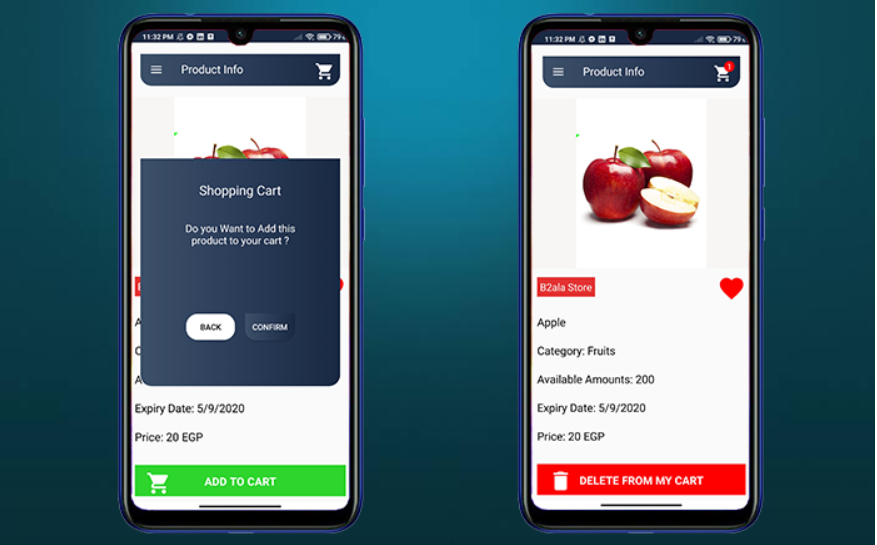 11:32 PM
79
Product Info
Shopping Cart
Do you Want to Add this
product to your cart ?
BACK
CONFIRM
Expiry Date: 5/9/2020
Price: 20 EGP
ADD TO CART
11:32 PM
79
Product Info
1
B2ala Store
Apple
Category: Fruits
Available Amounts: 200
Expiry Date: 5/9/2020
Price: 20 EGP
DELETE FROM MY CART